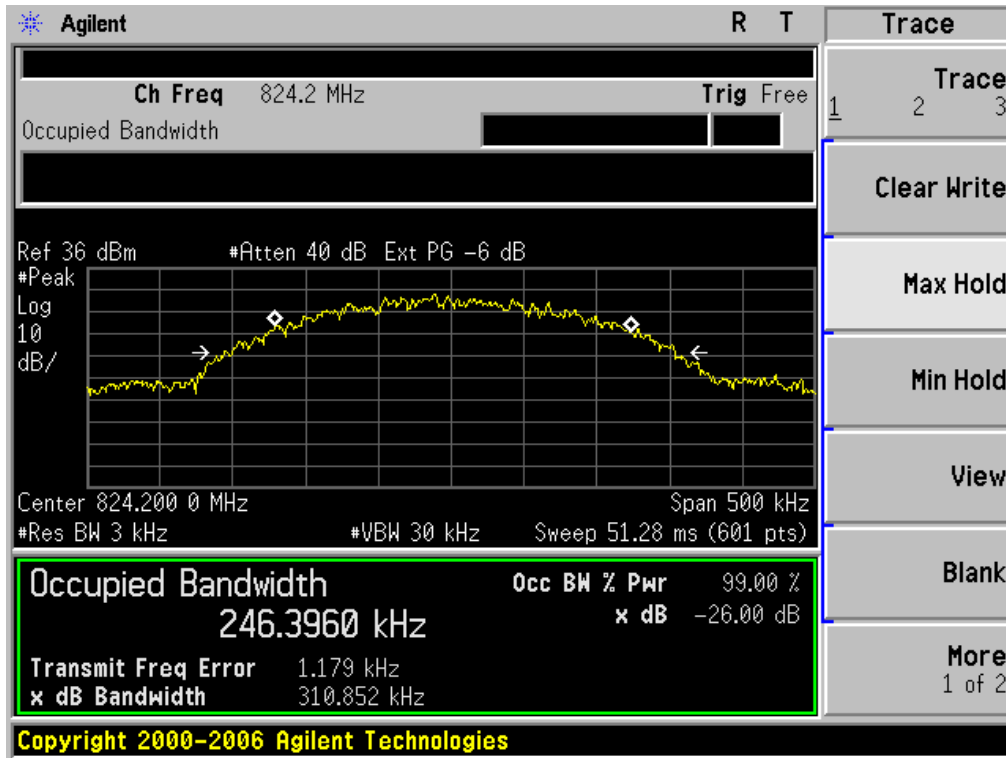 Agilent R T Trace
Ch Freq 824.2 MHz Trig Free
Occupied Bandwidth
Trace
1 2 3
Clear Write
Max Hold
Min Hold
View
Blank
More
1 of 2
Ref 36 dBm #Atten 40 dB Ext PG -6 dB
#Peak
Log
10
dB/
Center 824.200 0 MHz Span 500 kHz
#Res BW 3 kHz #VBW 30 kHz Sweep 51.28 ms (601 pts)
Occupied Bandwidth Occ BW % Pwr 99.00 %
246.3960 kHz x dB -26.00 dB
Transmit Freq Error 1.179 kHz
x dB Bandwidth 310.852 kHz
Copyright 2000-2006 Agilent Technologies